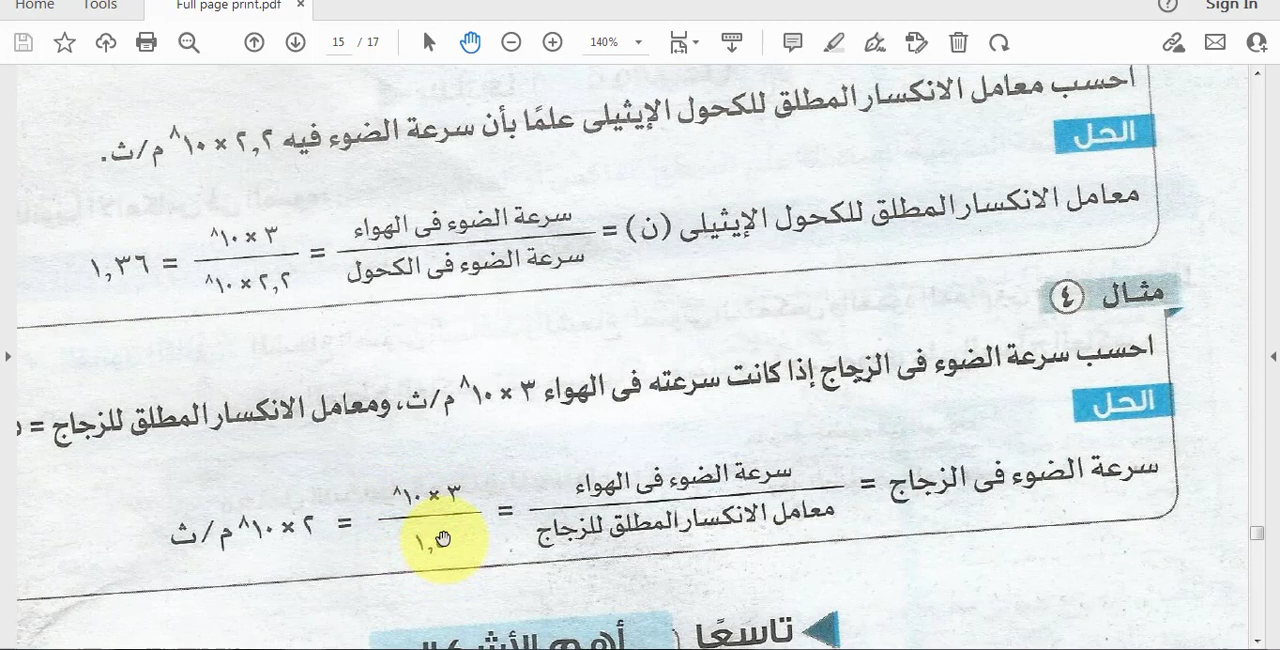 Home Tools Full page print.pdf × Sign In
15 / 17 140%
احسب معامل الانكسار المطلق للكحول الإيثيلى علمًا بأن سرعة الضوء فيه ٢,٢ × ١٠^٨ م/ث.
الحل
معامل الانكسار المطلق للكحول الإيثيلى (ن) = سرعة الضوء فى الهواء / سرعة الضوء فى الكحول = ٣ × ١٠^٨ / ٢,٢ × ١٠^٨ = ١,٣٦
مثال ٤
احسب سرعة الضوء فى الزجاج إذا كانت سرعته فى الهواء ٣ × ١٠^٨ م/ث، ومعامل الانكسار المطلق للزجاج =
الحل
سرعة الضوء فى الزجاج = سرعة الضوء فى الهواء / معامل الانكسار المطلق للزجاج = ٣ × ١٠^٨ / ١, = ٢ × ١٠^٨ م/ث
تاسعًا أهم الأشكال